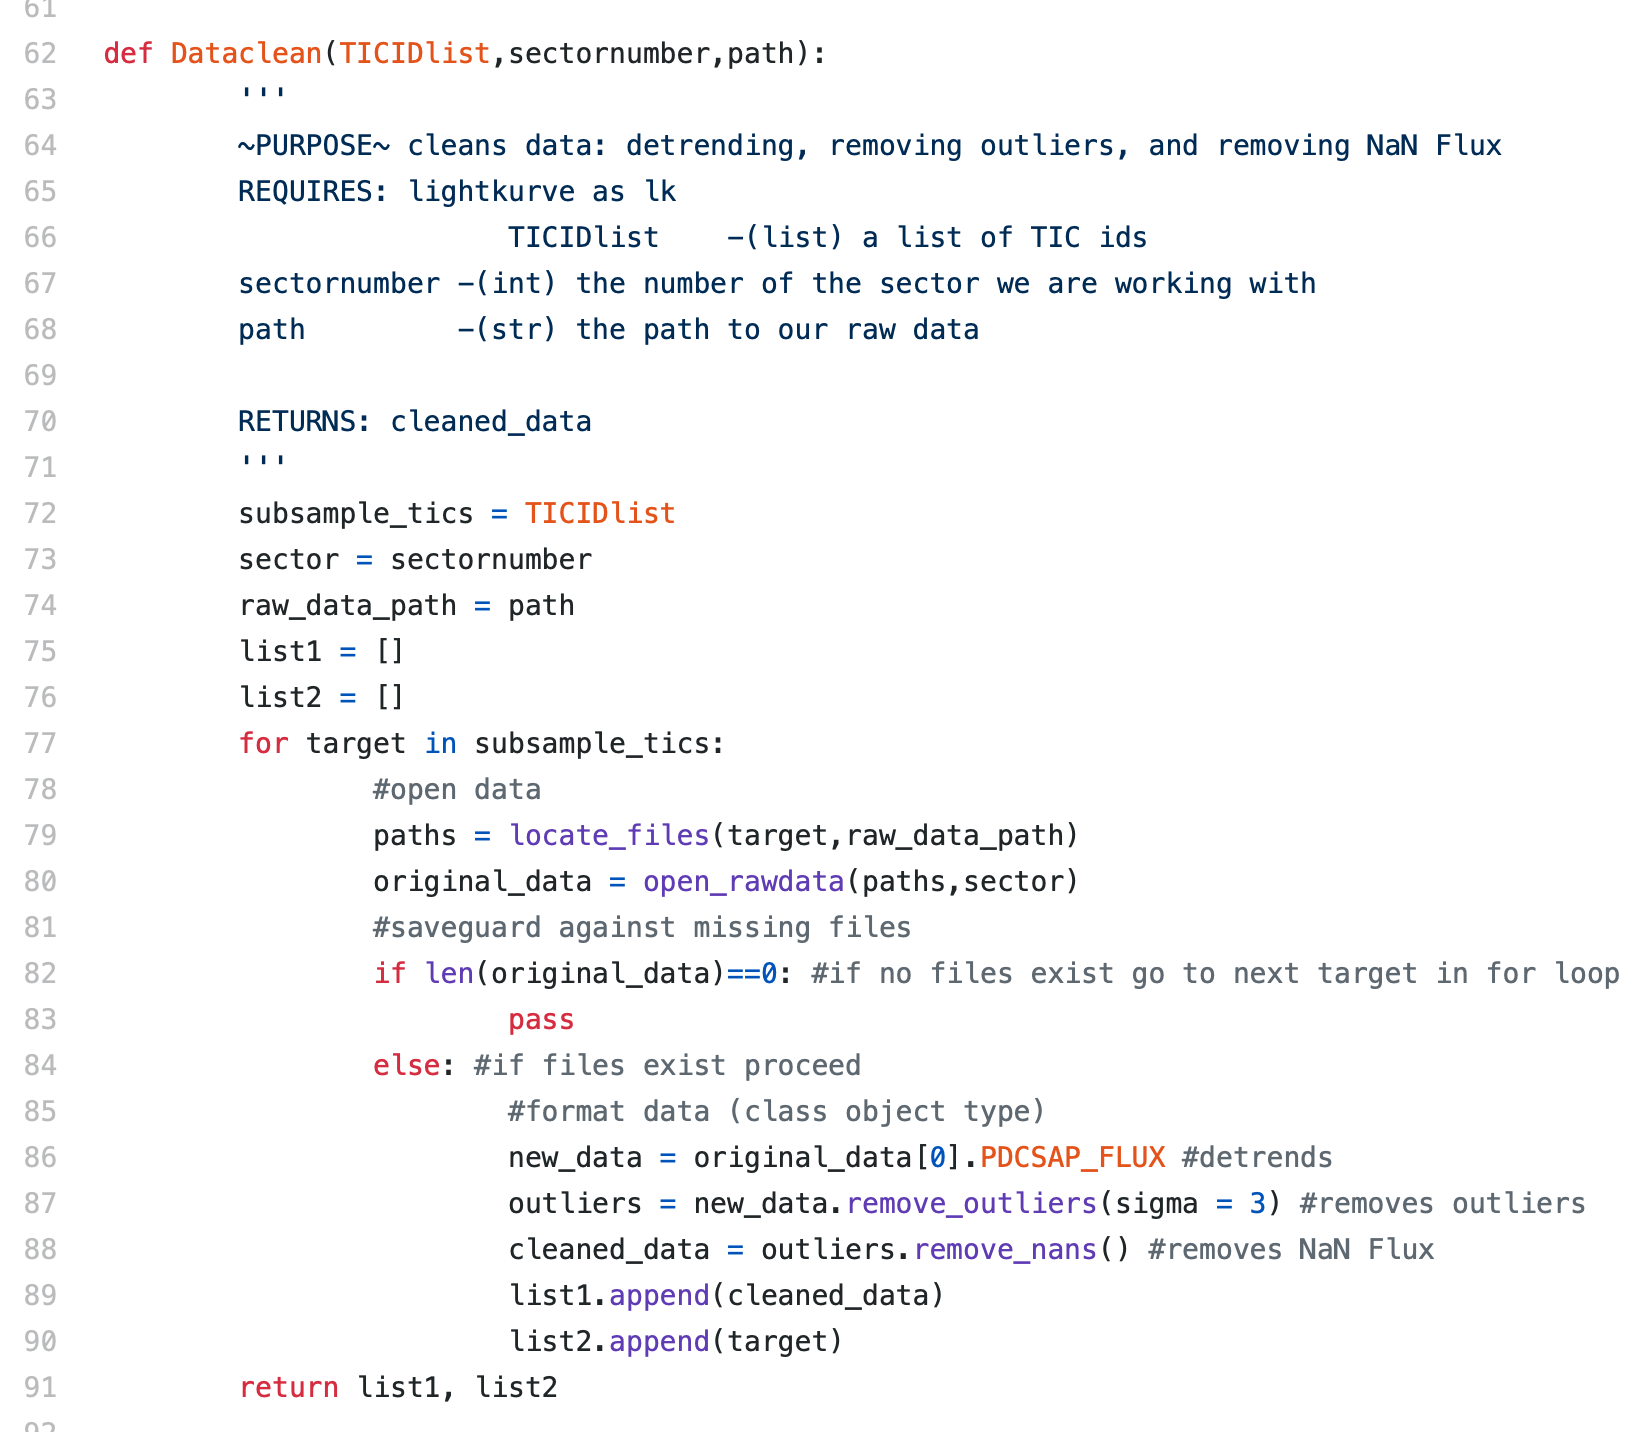 61
62 def Dataclean(TICIDlist,sectornumber,path):
63 '''
64 ~PURPOSE~ cleans data: detrending, removing outliers, and removing NaN Flux
65 REQUIRES: lightkurve as lk
66 TICIDlist    -(list) a list of TIC ids
67 sectornumber -(int) the number of the sector we are working with
68 path         -(str) the path to our raw data
69
70 RETURNS: cleaned_data
71 '''
72 subsample_tics = TICIDlist
73 sector = sectornumber
74 raw_data_path = path
75 list1 = []
76 list2 = []
77 for target in subsample_tics:
78 #open data
79 paths = locate_files(target,raw_data_path)
80 original_data = open_rawdata(paths,sector)
81 #saveguard against missing files
82 if len(original_data)==0: #if no files exist go to next target in for loop
83 pass
84 else: #if files exist proceed
85 #format data (class object type)
86 new_data = original_data[0].PDCSAP_FLUX #detrends
87 outliers = new_data.remove_outliers(sigma = 3) #removes outliers
88 cleaned_data = outliers.remove_nans() #removes NaN Flux
89 list1.append(cleaned_data)
90 list2.append(target)
91 return list1, list2
92